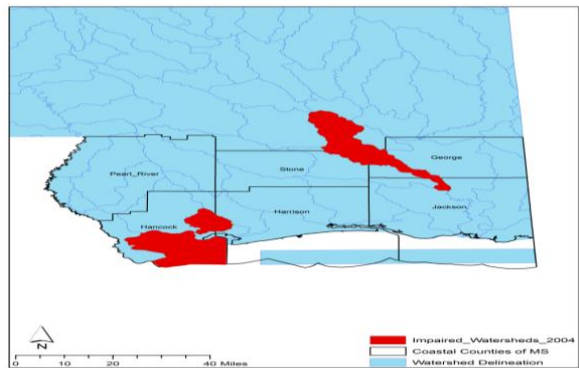 George
Stone
Pearl_River
Jackson
Harrison
Hancock
N
Impaired_Watersheds_2004
Coastal Counties of MS
Watershed Delineation
0 10 20 40 Miles